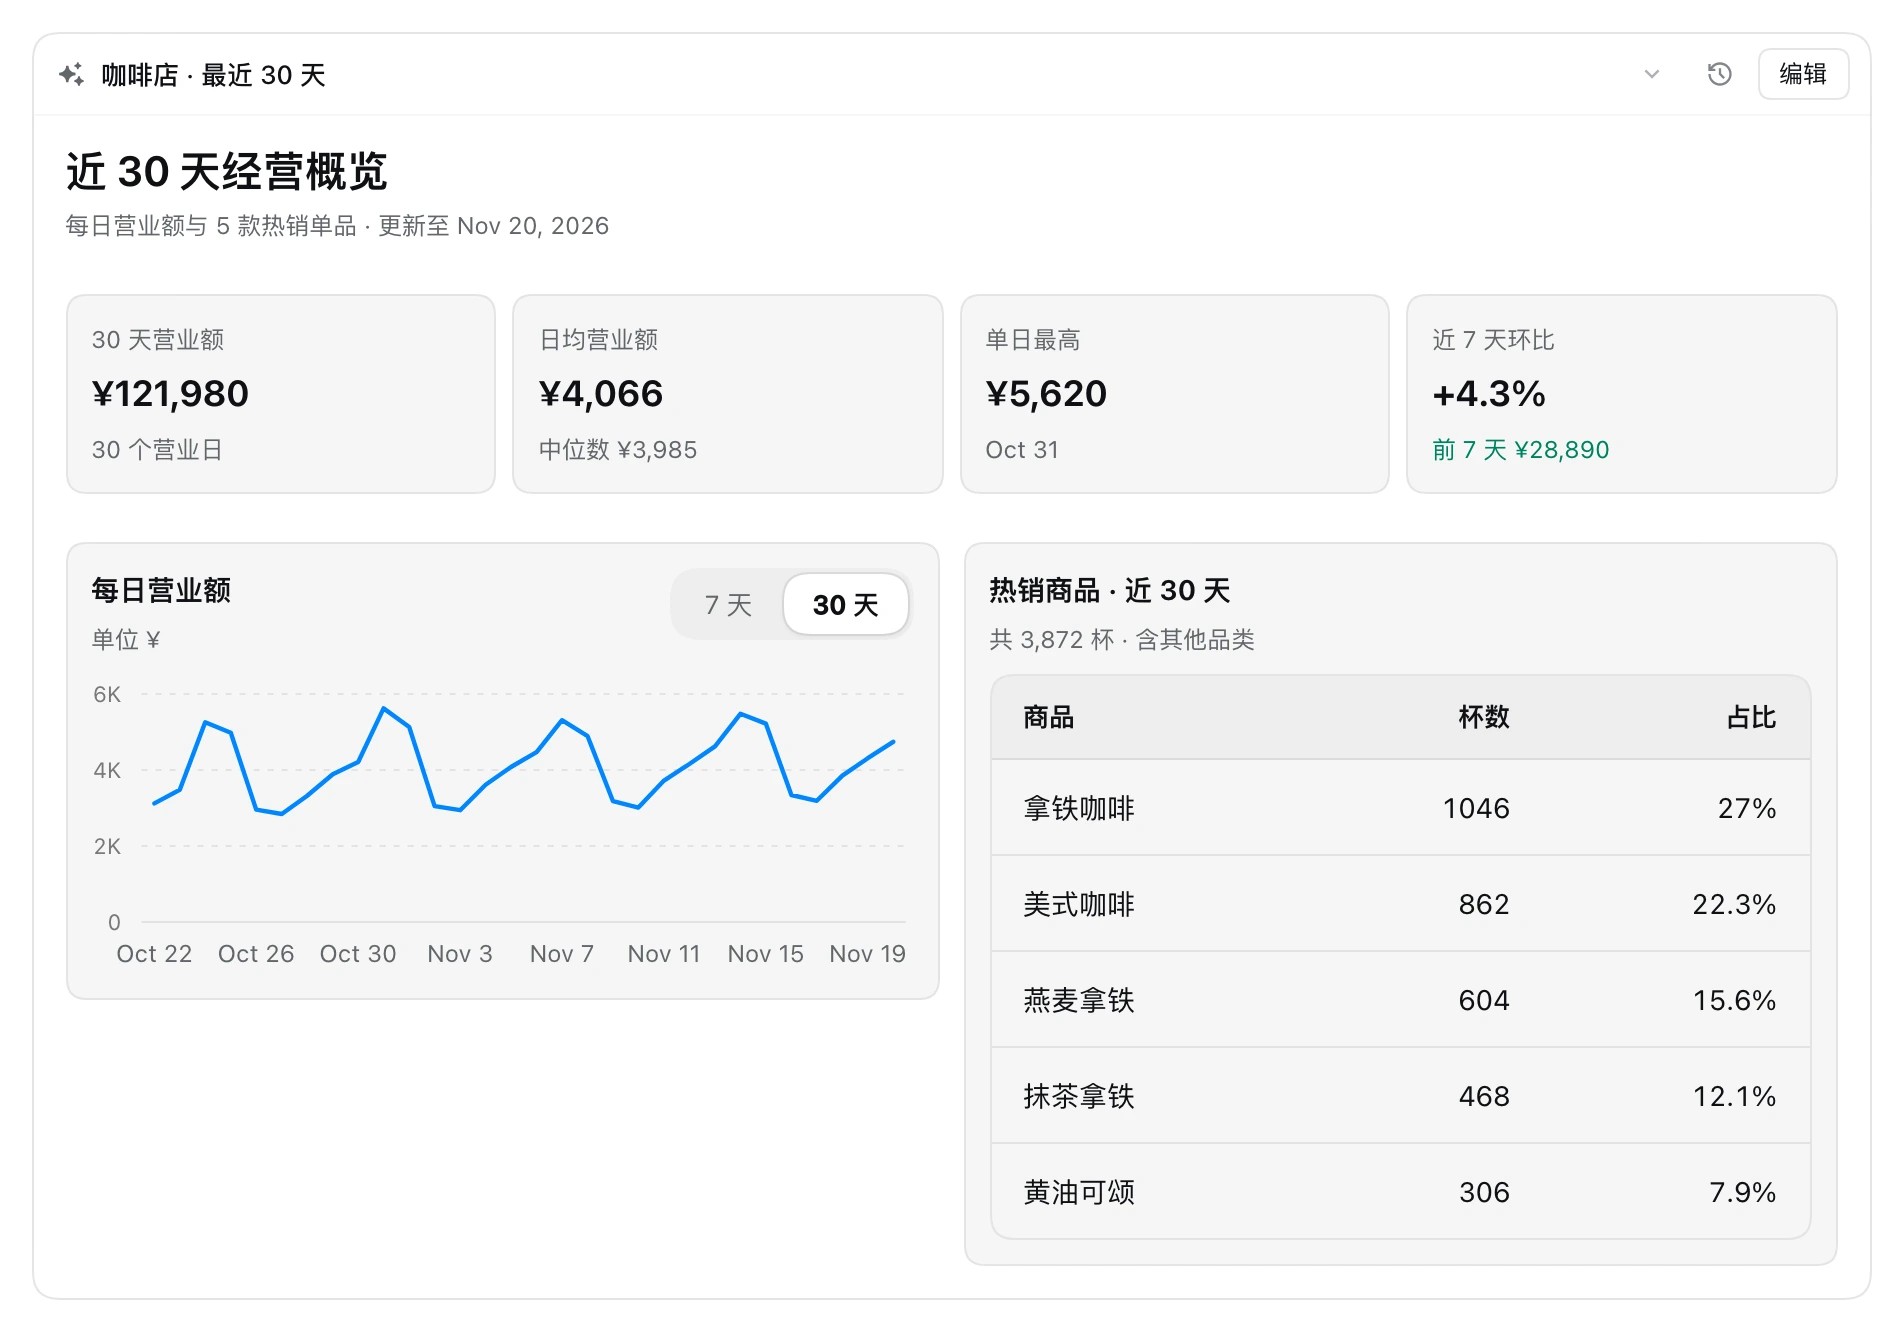 咖啡店 · 最近 30 天
编辑
近 30 天经营概览
每日营业额与 5 款热销单品 · 更新至 Nov 20, 2026
30 天营业额
¥121,980
30 个营业日
日均营业额
¥4,066
中位数 ¥3,985
单日最高
¥5,620
Oct 31
近 7 天环比
+4.3%
前 7 天 ¥28,890
每日营业额
单位 ¥
7 天
30 天
6K
4K
2K
0
Oct 22 Oct 26 Oct 30 Nov 3 Nov 7 Nov 11 Nov 15 Nov 19
热销商品 · 近 30 天
共 3,872 杯 · 含其他品类
商品 杯数 占比
拿铁咖啡 1046 27%
美式咖啡 862 22.3%
燕麦拿铁 604 15.6%
抹茶拿铁 468 12.1%
黄油可颂 306 7.9%